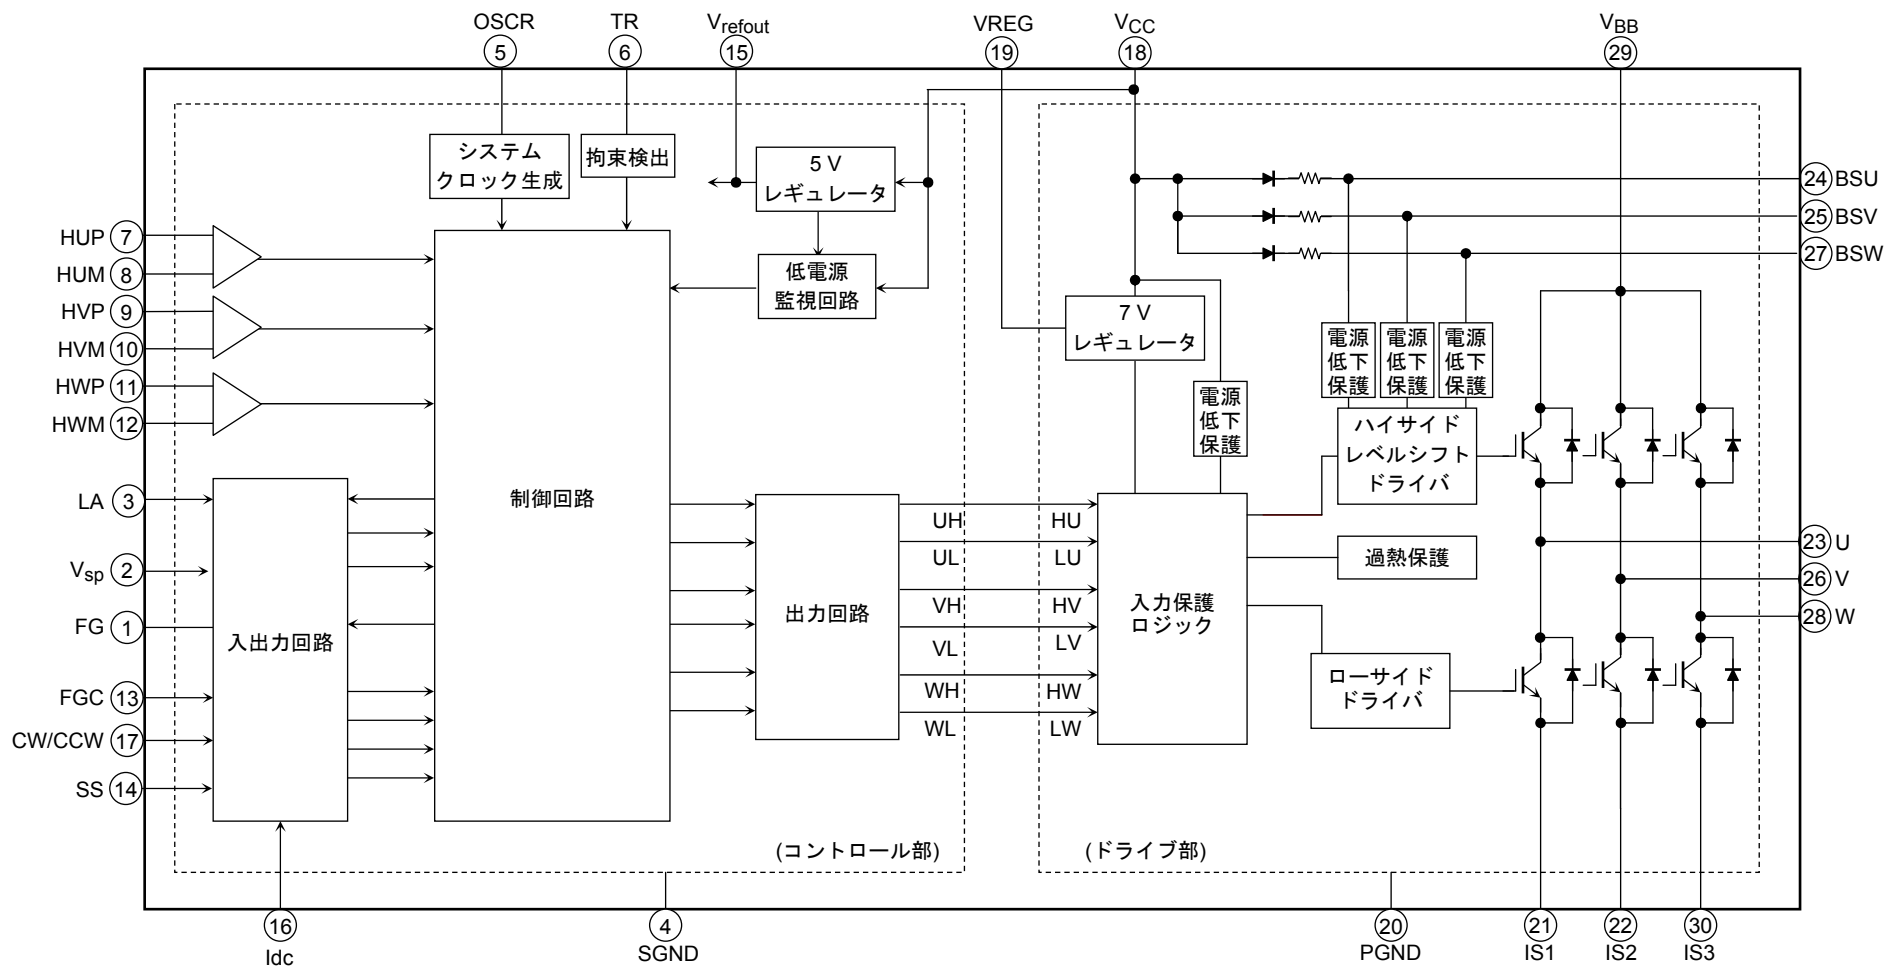 OSCR
5
TR
6
Vrefout
15
VREG
19
VCC
18
VBB
29
システム
クロック生成
拘束検出
5 V
レギュレータ
低電源
監視回路
7 V
レギュレータ
電源
低下
保護
電源
低下
保護
電源
低下
保護
電源
低下
保護
24 BSU
25 BSV
27 BSW
HUP 7
HUM 8
HVP 9
HVM 10
HWP 11
HWM 12
LA 3
Vsp 2
FG 1
FGC 13
CW/CCW 17
SS 14
入出力回路
制御回路
出力回路
UH
UL
VH
VL
WH
WL
HU
LU
HV
LV
HW
LW
入力保護
ロジック
ハイサイド
レベルシフト
ドライバ
過熱保護
ローサイド
ドライバ
23 U
26 V
28 W
(コントロール部)
(ドライブ部)
16
Idc
4
SGND
20
PGND
21
IS1
22
IS2
30
IS3